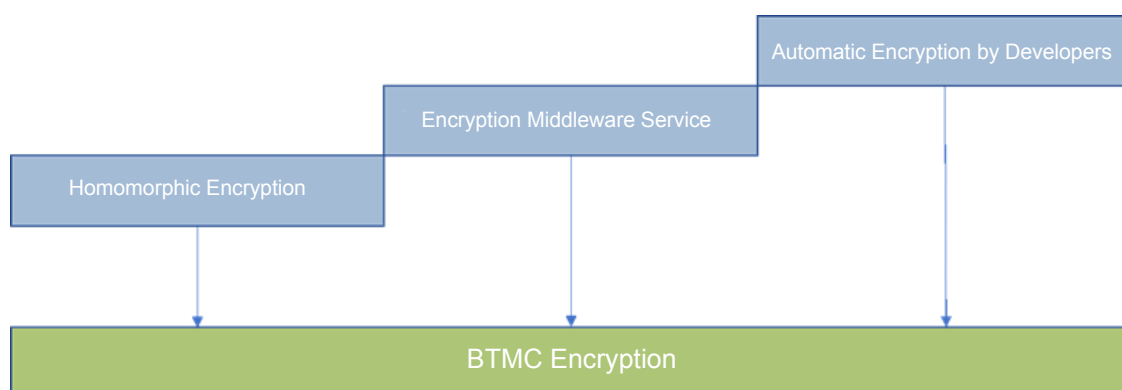 Automatic Encryption by Developers
Encryption Middleware Service
Homomorphic Encryption
BTMC Encryption